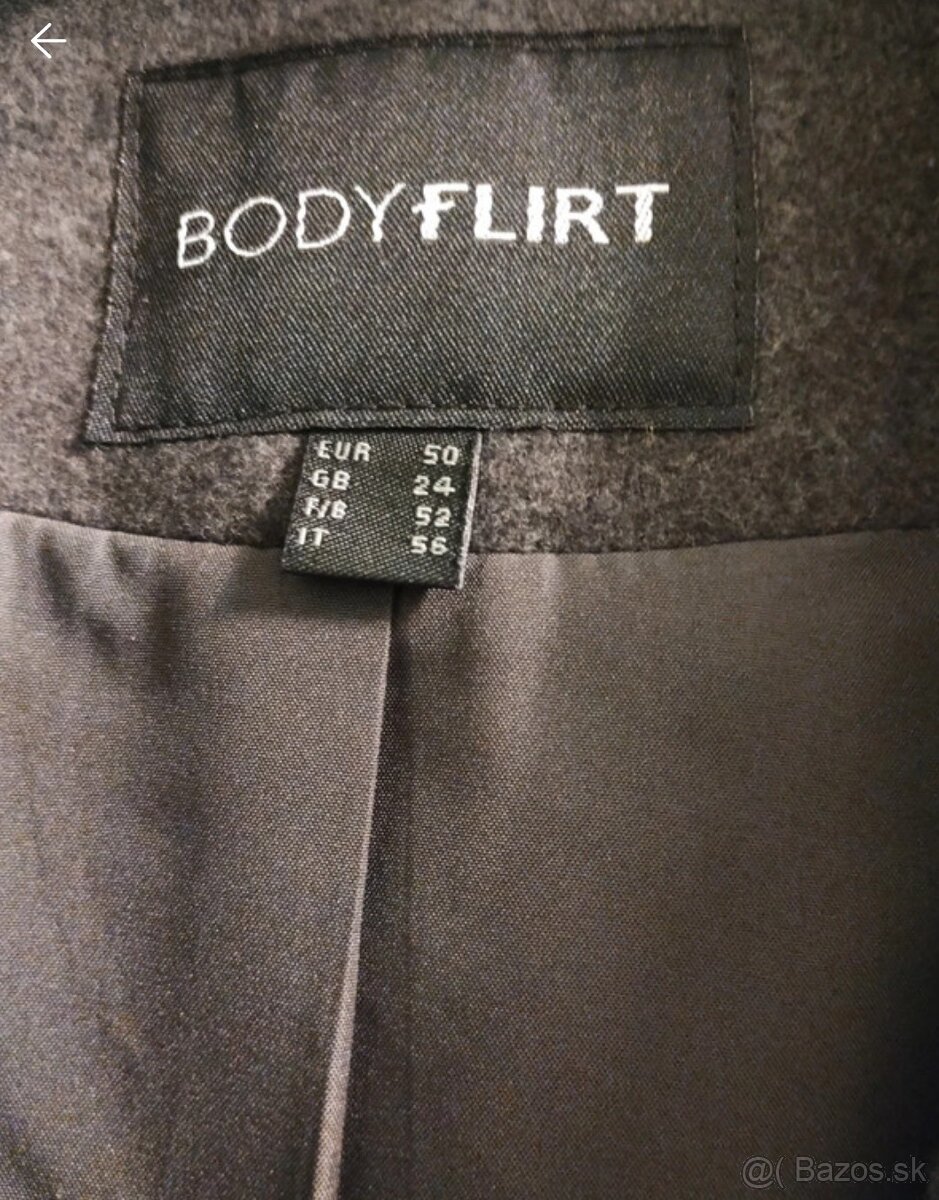 BODYFLIRT
EUR 50
GB 24
F/B 52
IT 56
@( Bazos.sk